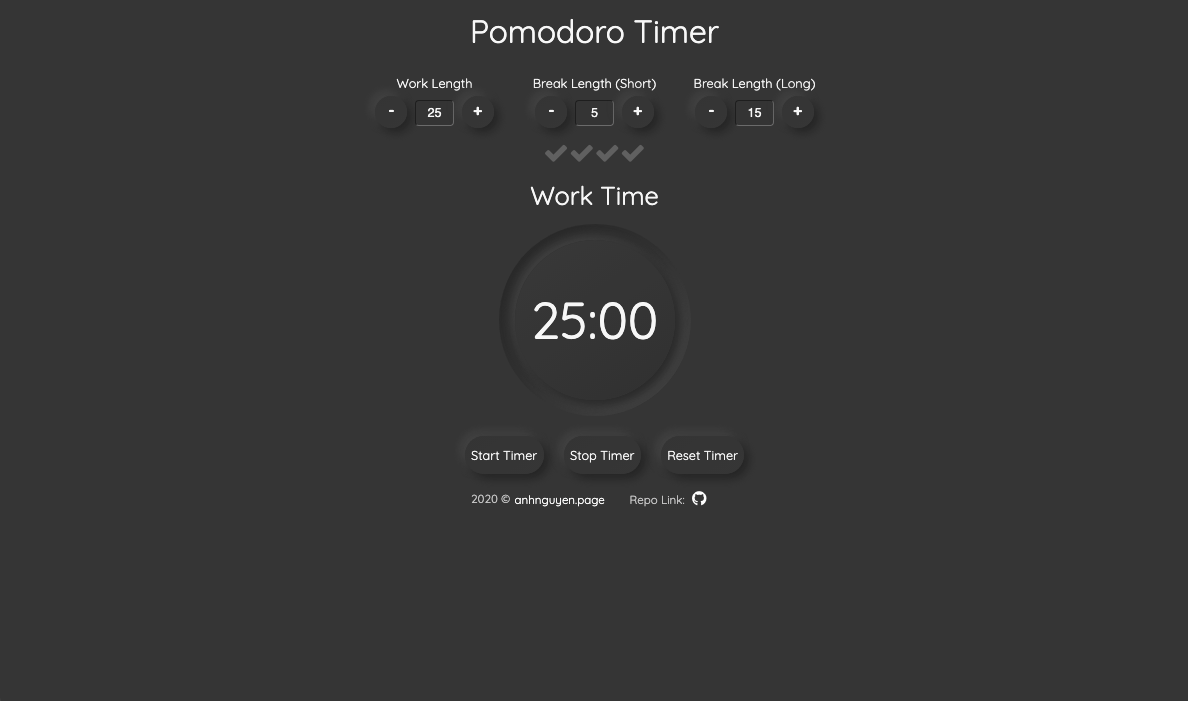 Pomodoro Timer
Work Length Break Length (Short) Break Length (Long)
- 25 + - 5 + - 15 +
Work Time
25:00
Start Timer Stop Timer Reset Timer
2020 © anhnguyen.page Repo Link: